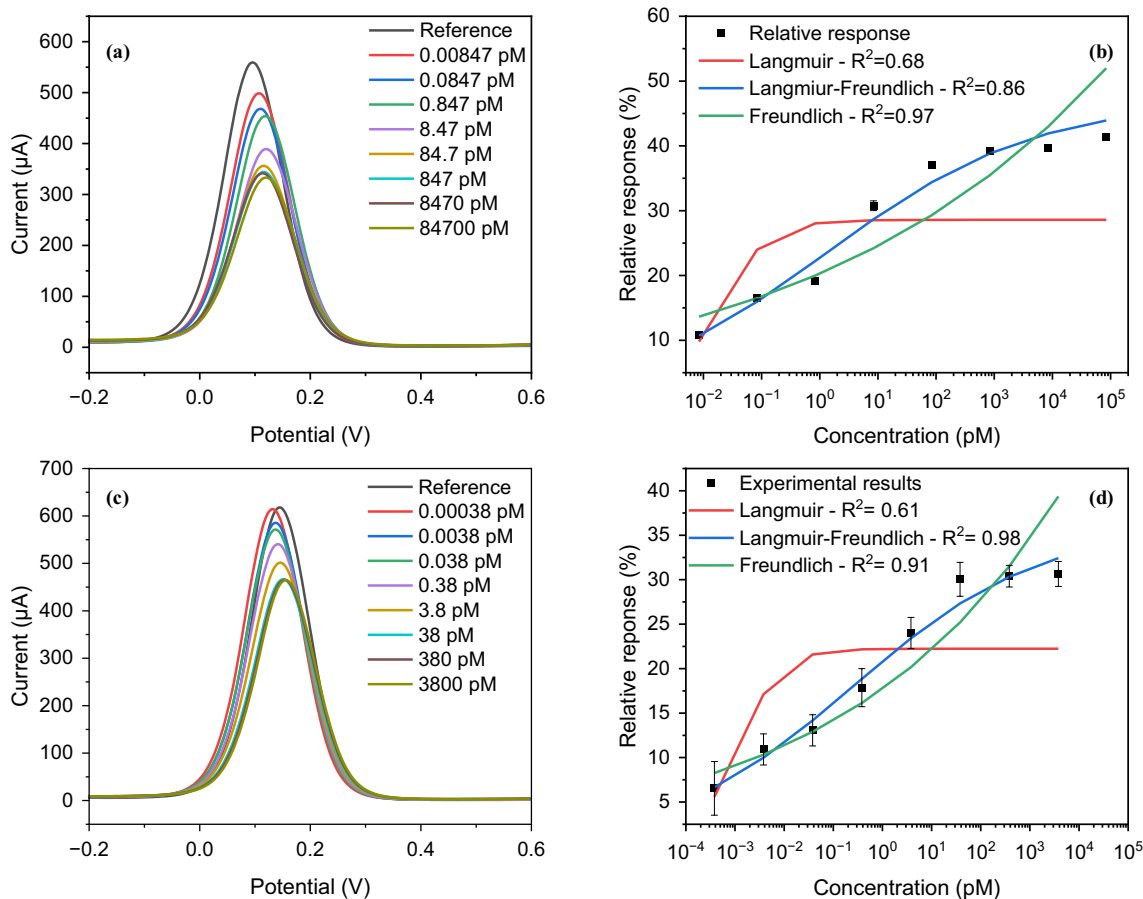 (a)
Reference
0.00847 pM
0.0847 pM
0.847 pM
8.47 pM
84.7 pM
847 pM
8470 pM
84700 pM
600
500
400
300
200
100
0
Current (µA)
−0.2
0.0
0.2
0.4
0.6
Potential (V)
(b)
Relative response
Langmuir - R²=0.68
Langmiur-Freundlich - R²=0.86
Freundlich - R²=0.97
60
50
40
30
20
10
Relative response (%)
10⁻²
10⁻¹
10⁰
10¹
10²
10³
10⁴
10⁵
Concentration (pM)
(c)
Reference
0.00038 pM
0.0038 pM
0.038 pM
0.38 pM
3.8 pM
38 pM
380 pM
3800 pM
700
600
500
400
300
200
100
0
Current (µA)
−0.2
0.0
0.2
0.4
0.6
Potential (V)
(d)
Experimental results
Langmuir - R²= 0.61
Langmuir-Freundlich - R²= 0.98
Freundlich - R²= 0.91
40
35
30
25
20
15
10
5
0
Relative response (%)
10⁻⁴
10⁻³
10⁻²
10⁻¹
10⁰
10¹
10²
10³
10⁴
10⁵
Concentration (pM)